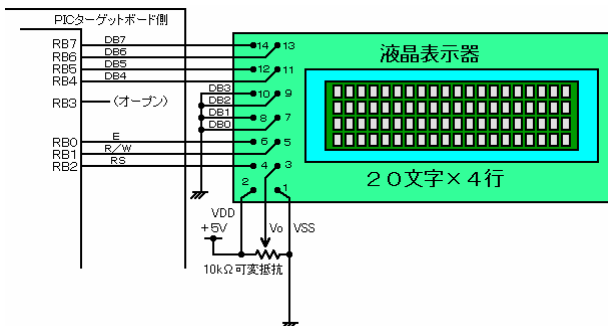 PICターゲットボード側
液晶表示器
RB7 DB7 14 13
RB6 DB6
RB5 DB5 12 11
RB4 DB4
RB3 (オープン) DB3 10 9
DB2
DB1 8 7
DB0
RB0 E 6 5
RB1 R/W
RB2 RS 4 3
2 1
20文字×4行
VDD
+5V
Vo VSS
10kΩ可変抵抗